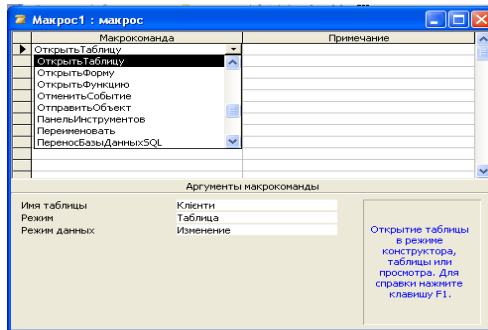 Макрос1 : макрос
Макрокоманда Примечание
ОткрытьТаблицу
ОткрытьТаблицу
ОткрытьФорму
ОткрытьФункцию
ОтменитьСобытие
ОтправитьОбъект
ПанельИнструментов
Переименовать
ПереносБазыДанныхSQL
Аргументы макрокоманды
Имя таблицы Клієнти
Режим Таблица
Режим данных Изменение
Открытие таблицы
в режиме
конструктора,
таблицы или
просмотра. Для
справки нажмите
клавишу F1.